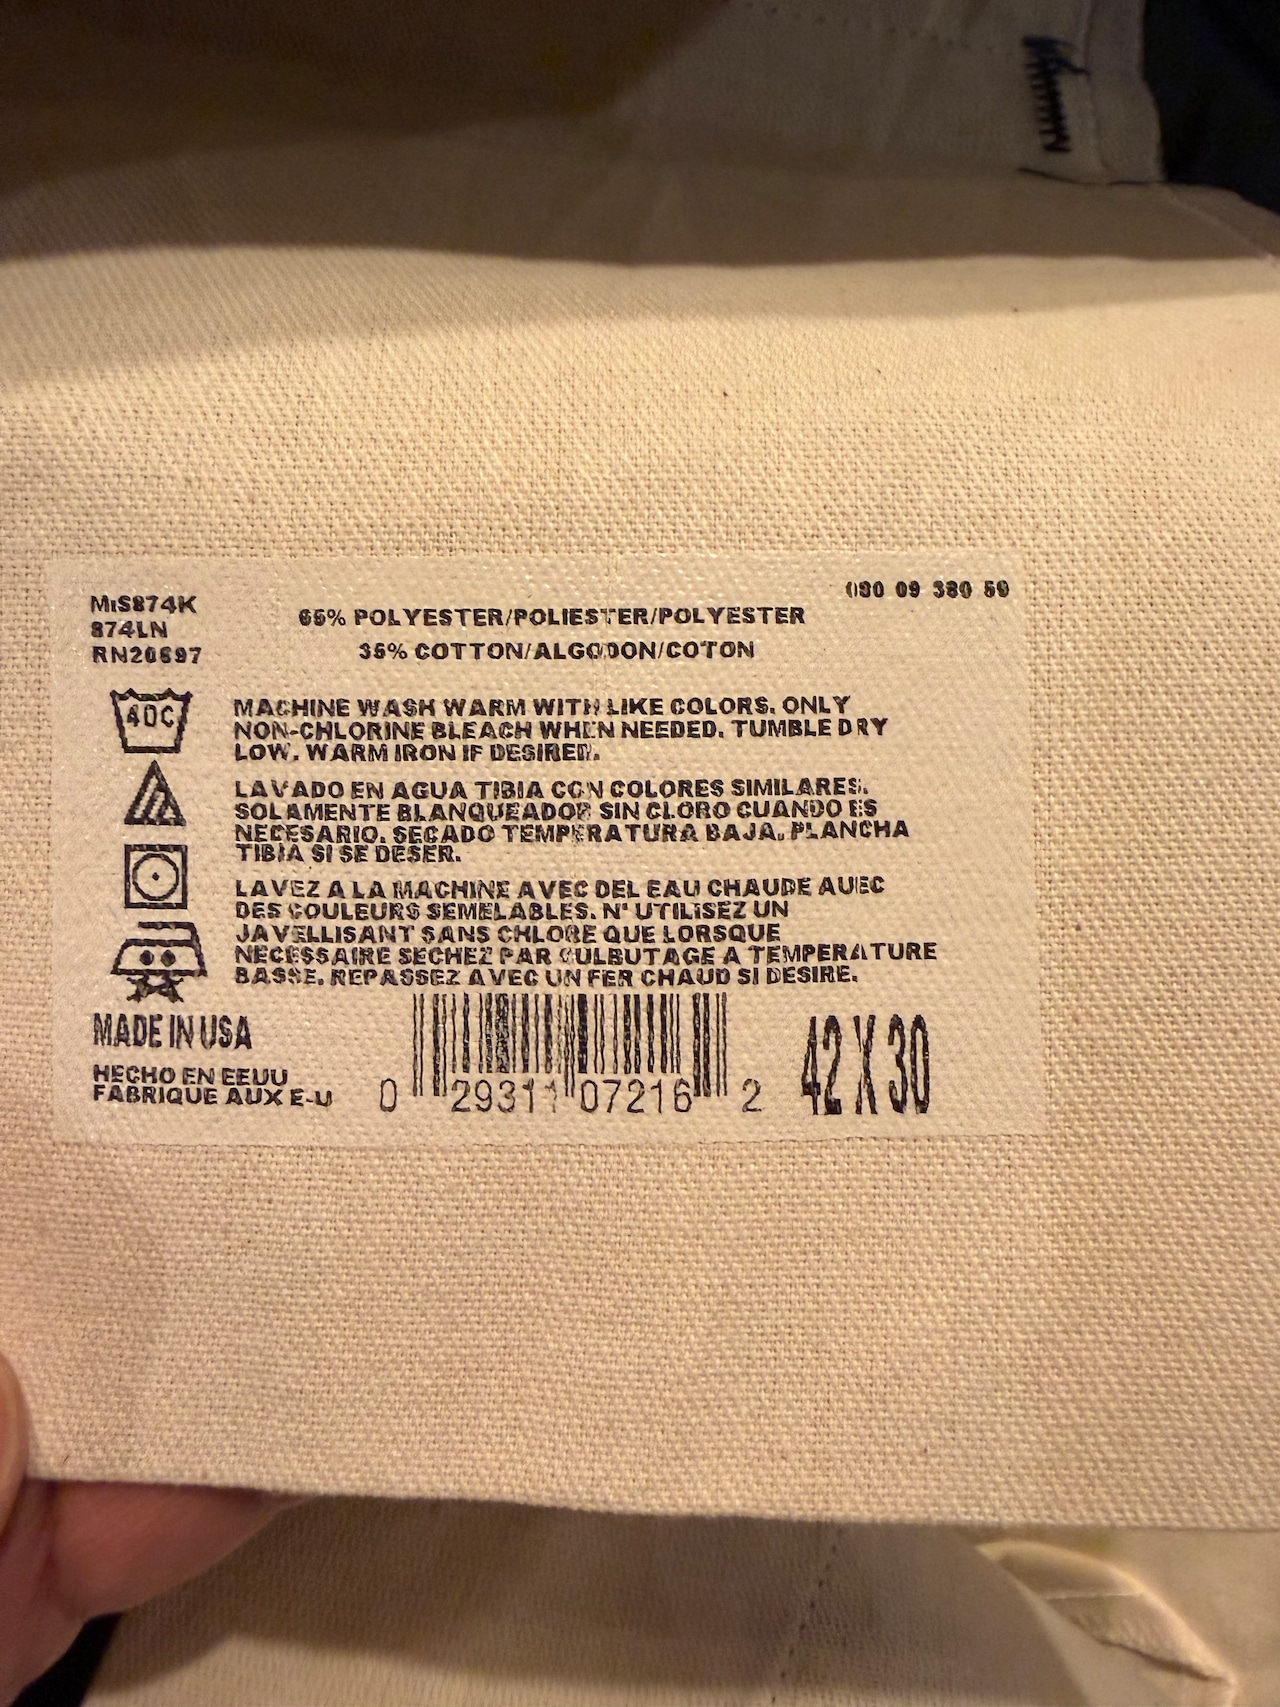 MIS874K
874LN
RN20697
65% POLYESTER/POLIESTER/POLYESTER
35% COTTON/ALGODON/COTON
090 09 380 50
40C
MACHINE WASH WARM WITH LIKE COLORS. ONLY
NON-CHLORINE BLEACH WHEN NEEDED. TUMBLE DRY
LOW. WARM IRON IF DESIRED.
LAVADO EN AGUA TIBIA CON COLORES SIMILARES.
SOLAMENTE BLANQUEADOR SIN CLORO CUANDO ES
NECESARIO. SECADO TEMPERATURA BAJA. PLANCHA
TIBIA SI SE DESER.
LAVEZ A LA MACHINE AVEC DEL EAU CHAUDE AUEC
DES COULEURS SEMELABLES. N' UTILISEZ UN
JAVELLISANT SANS CHLORE QUE LORSQUE
NECESSAIRE SECHEZ PAR CULBUTAGE A TEMPERATURE
BASSE. REPASSEZ AVEC UN FER CHAUD SI DESIRE.
MADE IN USA
HECHO EN EEUU
FABRIQUE AUX E-U
0 29311 07216 2
42 X 30